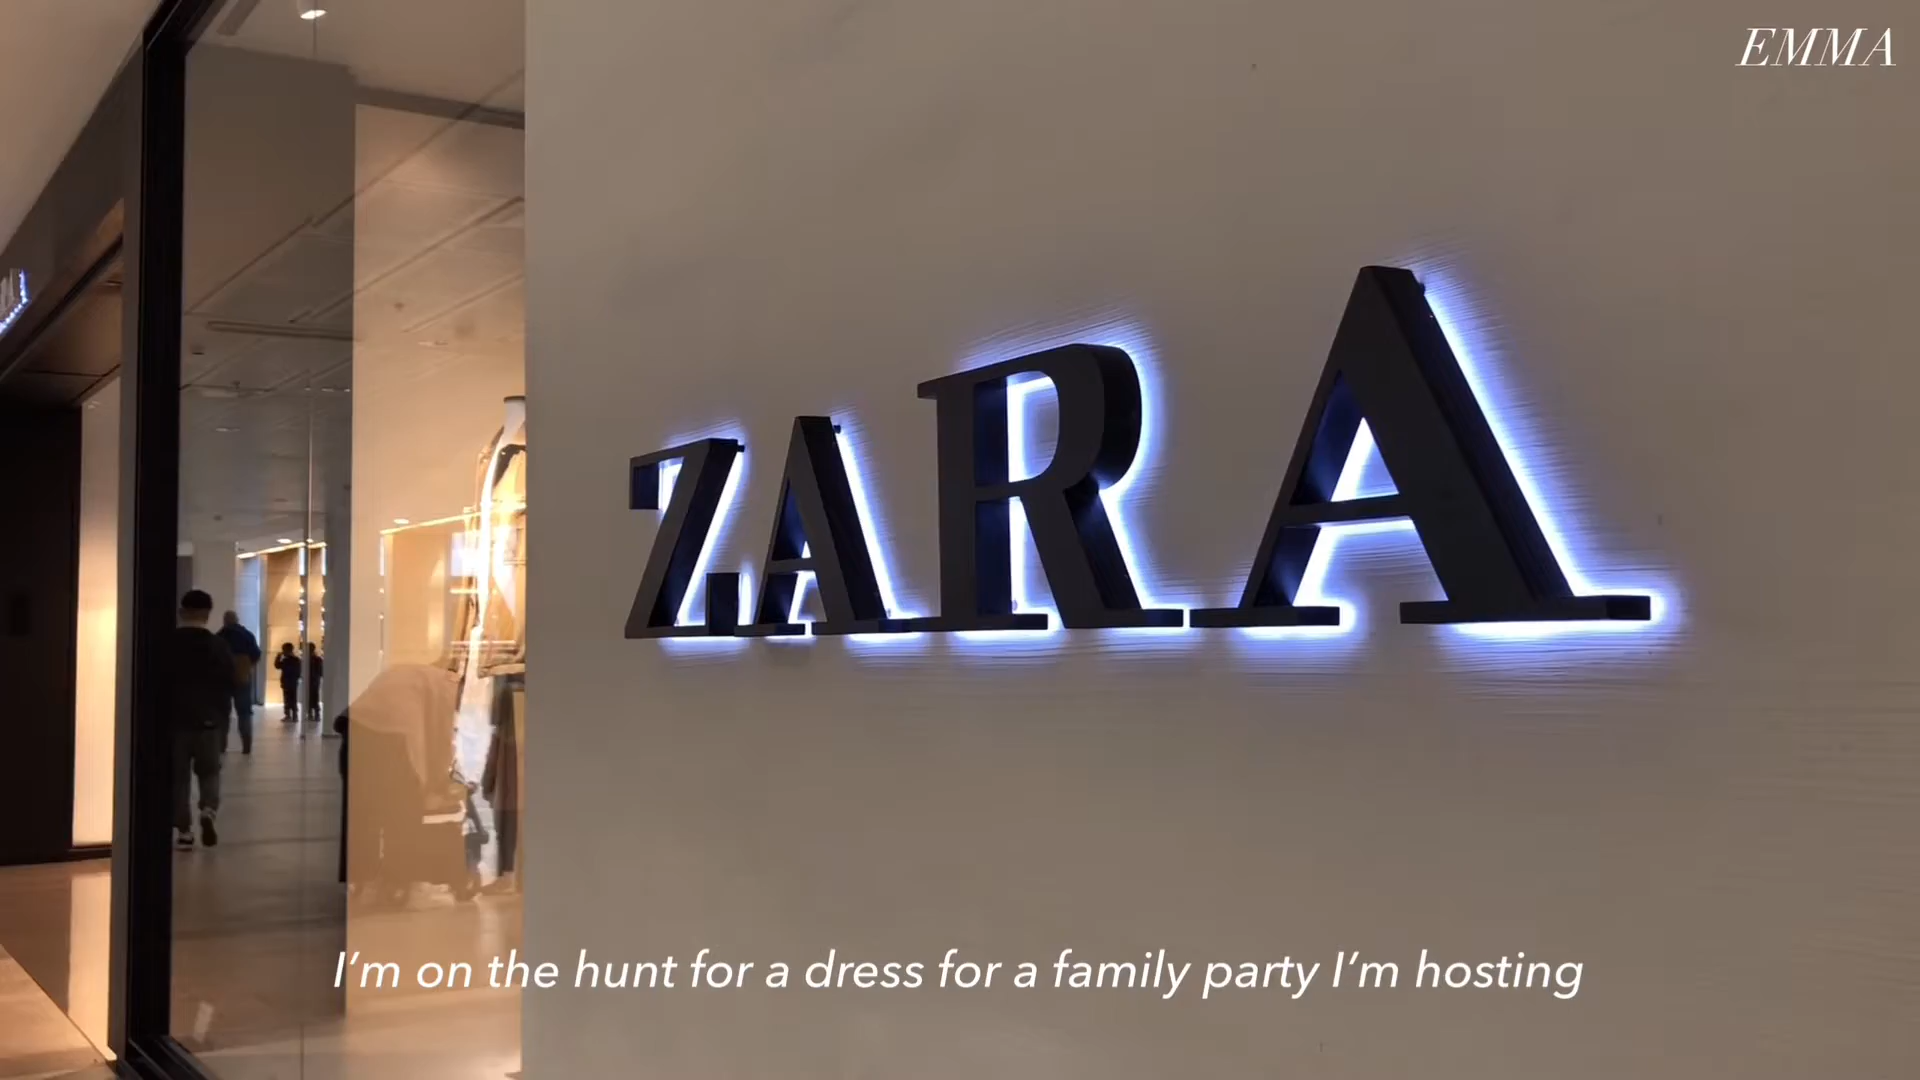 EMMA
ZARA
I'm on the hunt for a dress for a family party I'm hosting